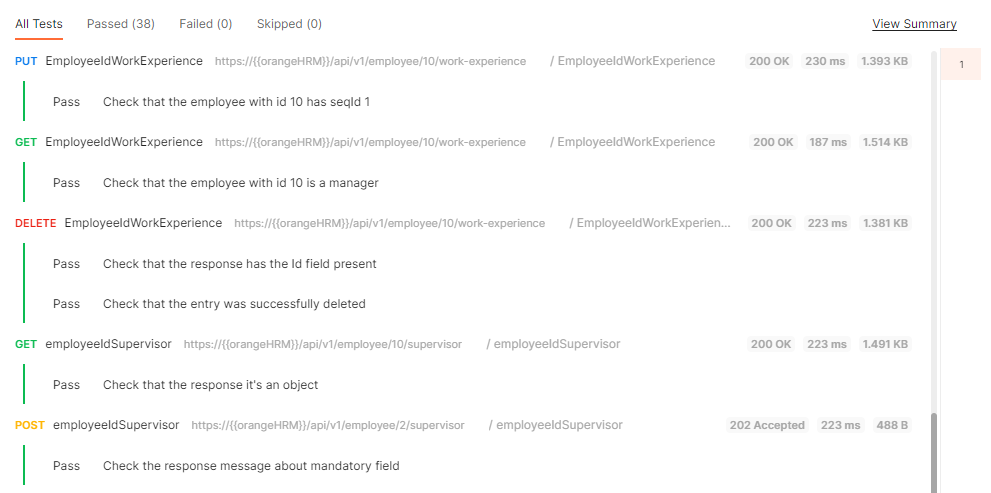 All Tests Passed (38) Failed (0) Skipped (0) View Summary
PUT EmployeeIdWorkExperience https://{{orangeHRM}}/api/v1/employee/10/work-experience / EmployeeIdWorkExperience 200 OK 230 ms 1.393 KB
1
Pass Check that the employee with id 10 has seqId 1
GET EmployeeIdWorkExperience https://{{orangeHRM}}/api/v1/employee/10/work-experience / EmployeeIdWorkExperience 200 OK 187 ms 1.514 KB
Pass Check that the employee with id 10 is a manager
DELETE EmployeeIdWorkExperience https://{{orangeHRM}}/api/v1/employee/10/work-experience / EmployeeIdWorkExperien... 200 OK 223 ms 1.381 KB
Pass Check that the response has the Id field present
Pass Check that the entry was successfully deleted
GET employeeIdSupervisor https://{{orangeHRM}}/api/v1/employee/10/supervisor / employeeIdSupervisor 200 OK 223 ms 1.491 KB
Pass Check that the response it's an object
POST employeeIdSupervisor https://{{orangeHRM}}/api/v1/employee/2/supervisor / employeeIdSupervisor 202 Accepted 223 ms 488 B
Pass Check the response message about mandatory field